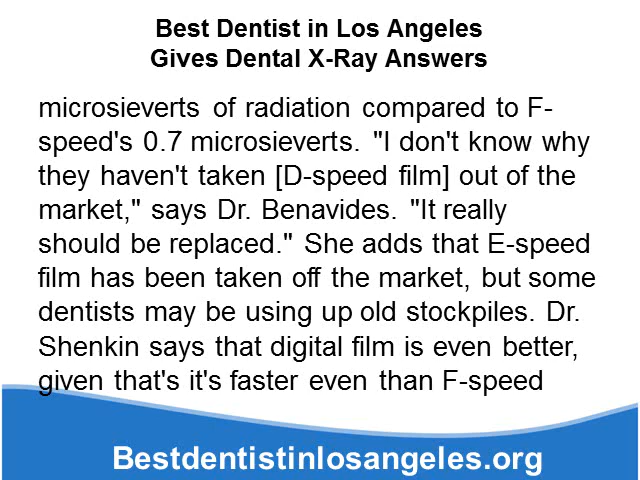 Best Dentist in Los Angeles
Gives Dental X-Ray Answers
microsieverts of radiation compared to F-
speed's 0.7 microsieverts. "I don't know why
they haven't taken [D-speed film] out of the
market," says Dr. Benavides. "It really
should be replaced." She adds that E-speed
film has been taken off the market, but some
dentists may be using up old stockpiles. Dr.
Shenkin says that digital film is even better,
given that's it's faster even than F-speed
Bestdentistinlosangeles.org